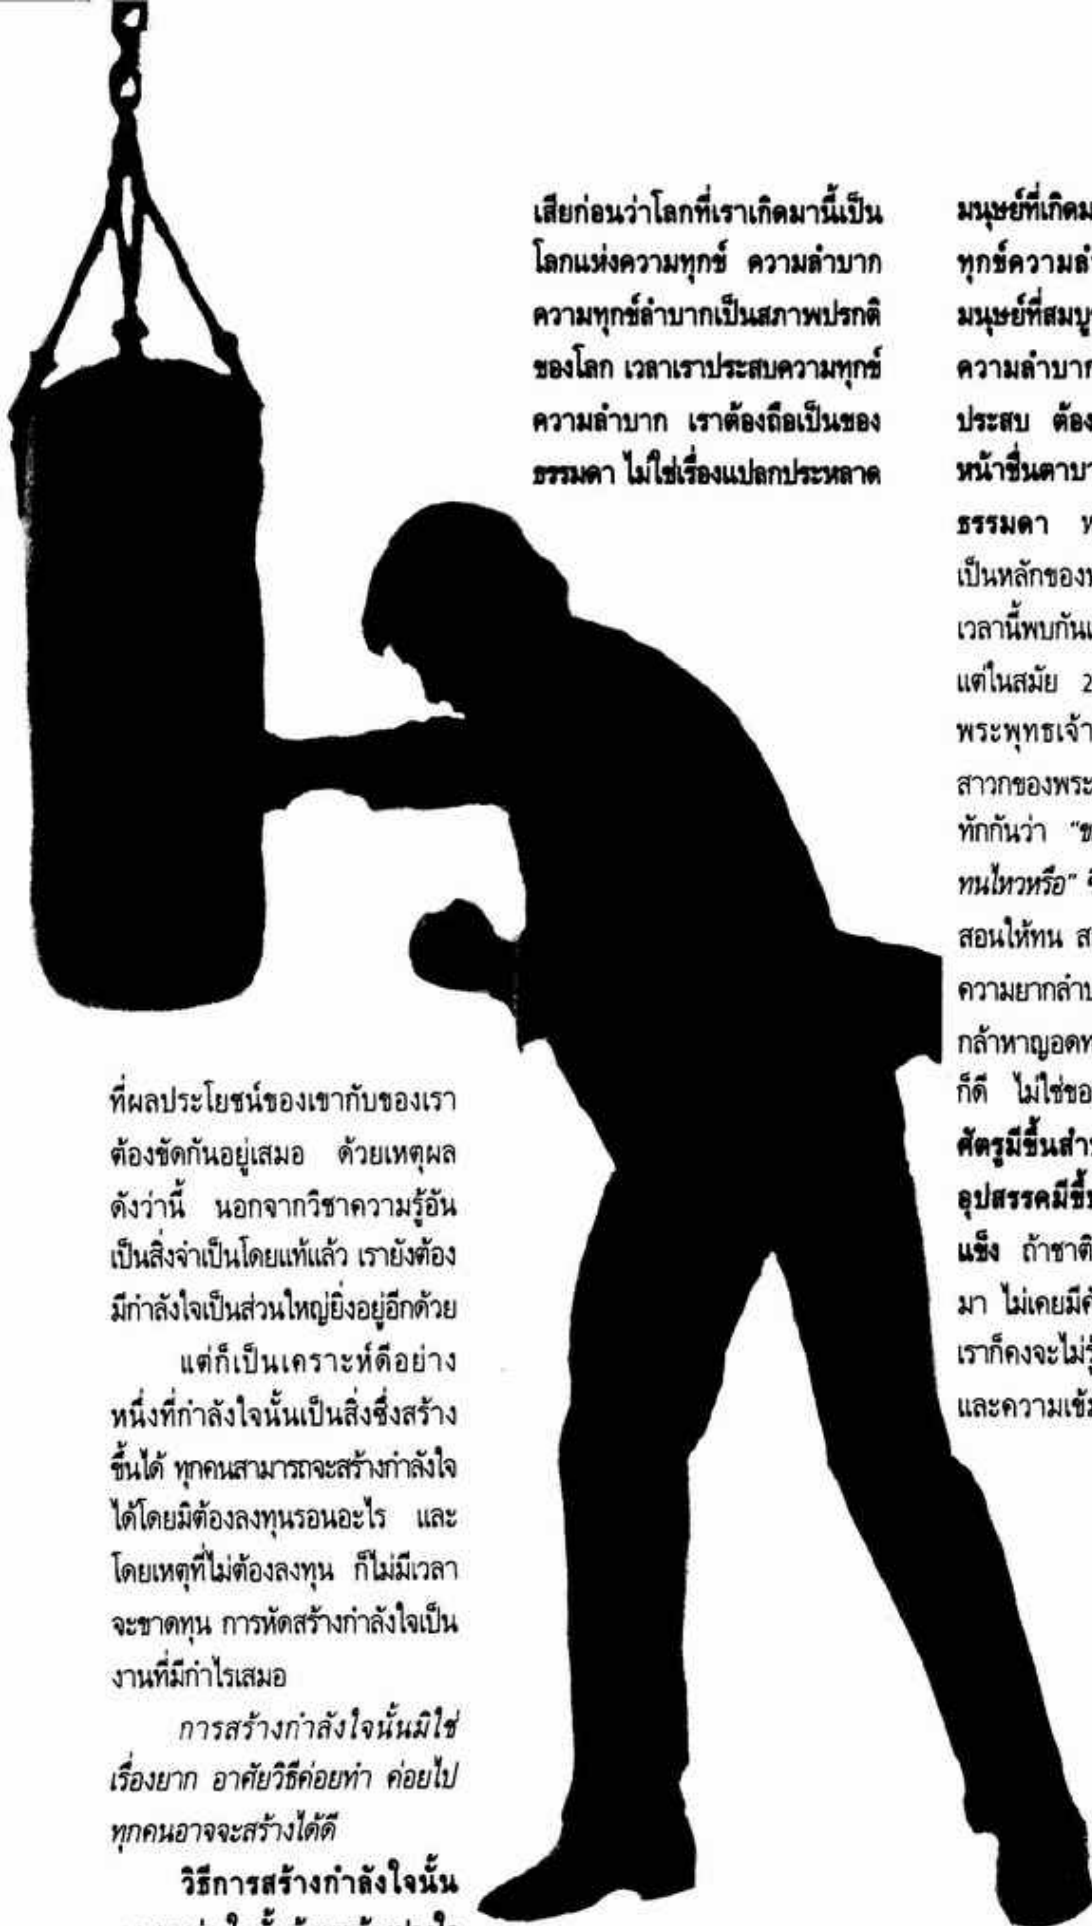 ที่ผลประโยชน์ของเขากับของเรา
ต้องขัดกันอยู่เสมอ ด้วยเหตุผล
ดังว่านี้ นอกจากวิชาความรู้อัน
เป็นสิ่งจำเป็นโดยแท้แล้ว เรายังต้อง
มีกำลังใจเป็นส่วนใหญ่ยิ่งอยู่อีกด้วย
แต่ก็เป็นเคราะห์ดีอย่าง
หนึ่งที่กำลังใจนั้นเป็นสิ่งซึ่งสร้าง
ขึ้นได้ ทุกคนสามารถจะสร้างกำลังใจ
ได้โดยมิต้องลงทุนรอนอะไร และ
โดยเหตุที่ไม่ต้องลงทุน ก็ไม่มีเวลา
จะขาดทุน การหัดสร้างกำลังใจเป็น
งานที่มีกำไรเสมอ
การสร้างกำลังใจนั้นมิใช่
เรื่องยาก อาศัยวิธีค่อยทำ ค่อยไป
ทุกคนอาจจะสร้างได้ดี
วิธีการสร้างกำลังใจนั้น
เสียก่อนว่าโลกที่เราเกิดมานี้เป็น
โลกแห่งความทุกข์ ความลำบาก
ความทุกข์ลำบากเป็นสภาพปรกติ
ของโลก เวลาเราประสบความทุกข์
ความลำบาก เราต้องถือเป็นของ
ธรรมดา ไม่ใช่เรื่องแปลกประหลาด
มนุษย์ที่เกิดม
ทุกข์ความลำ
มนุษย์ที่สมบู
ความลำบาก
ประสบ ต้อง
หน้าชื่นตาบา
ธรรมดา
เป็นหลักของ
เวลานี้พบกัน
แต่ในสมัย 2
พระพุทธเจ้า
สาวกของพระ
ทักกันว่า "ข
ทนไหวหรือ"
สอนให้ทน ส
ความยากลำบ
กล้าหาญอดท
ก็ดี ไม่ใช่ขอ
ศัตรูมีขึ้นสำ
อุปสรรคมีขึ้น
แข็ง ถ้าชาติ
มา ไม่เคยมีศั
เราก็คงจะไม่รู้
และความเข้ม